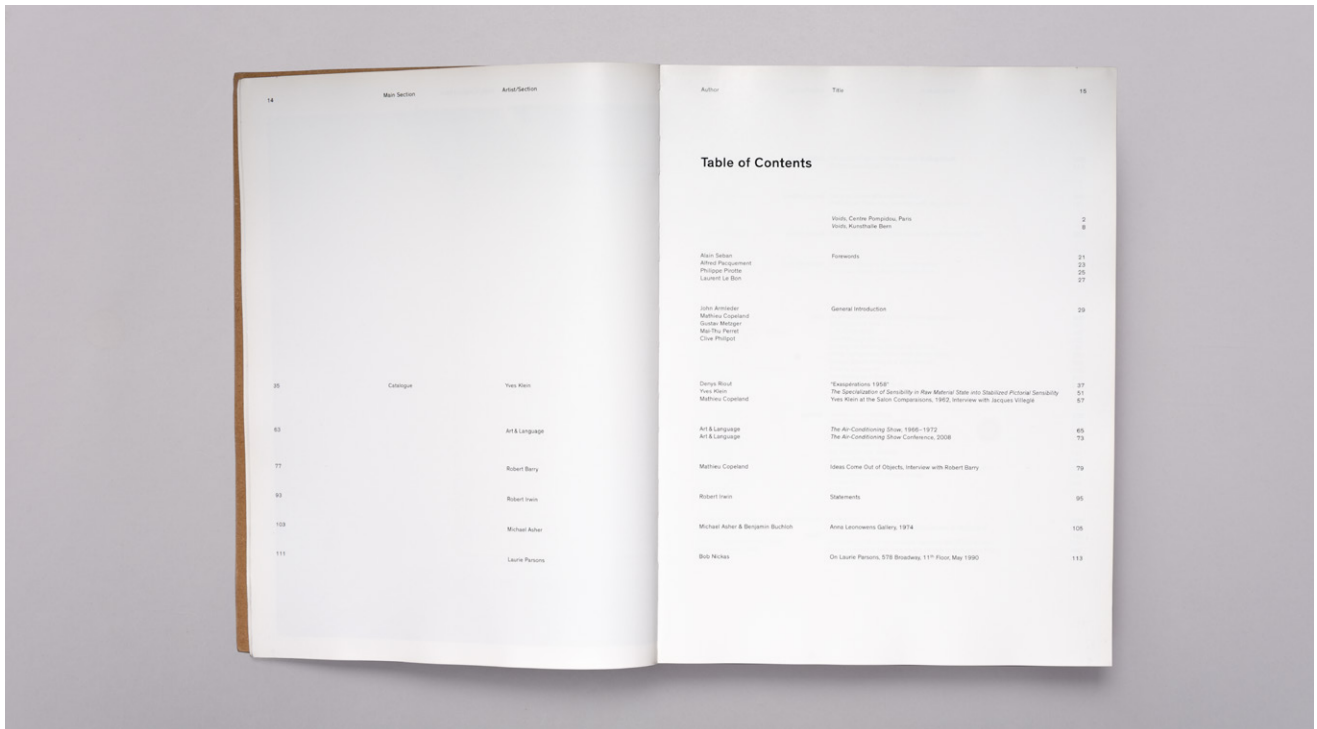 14 Main Section Artist/Section
Author Title 15
Table of Contents
Voids, Centre Pompidou, Paris 2
Voids, Kunsthalle Bern 8
Alain Seban Forewords 21
Alfred Pacquement 23
Philippe Pirotte 25
Laurent Le Bon 27
John Armleder General Introduction 29
Mathieu Copeland
Gustav Metzger
Mai-Thu Perret
Clive Phillpot
35 Catalogue Yves Klein
Denys Riout "Exaspérations 1958" 37
Yves Klein The Specialization of Sensibility in Raw Material State into Stabilized Pictorial Sensibility 51
Mathieu Copeland Yves Klein at the Salon Comparaisons, 1962, Interview with Jacques Villeglé 57
63 Art & Language
Art & Language The Air-Conditioning Show, 1966–1972 65
Art & Language The Air-Conditioning Show Conference, 2008 73
77 Robert Barry
Mathieu Copeland Ideas Come Out of Objects, Interview with Robert Barry 79
93 Robert Irwin
Robert Irwin Statements 95
103 Michael Asher
Michael Asher & Benjamin Buchloh Anna Leonowens Gallery, 1974 105
111 Laurie Parsons
Bob Nickas On Laurie Parsons, 578 Broadway, 11th Floor, May 1990 113